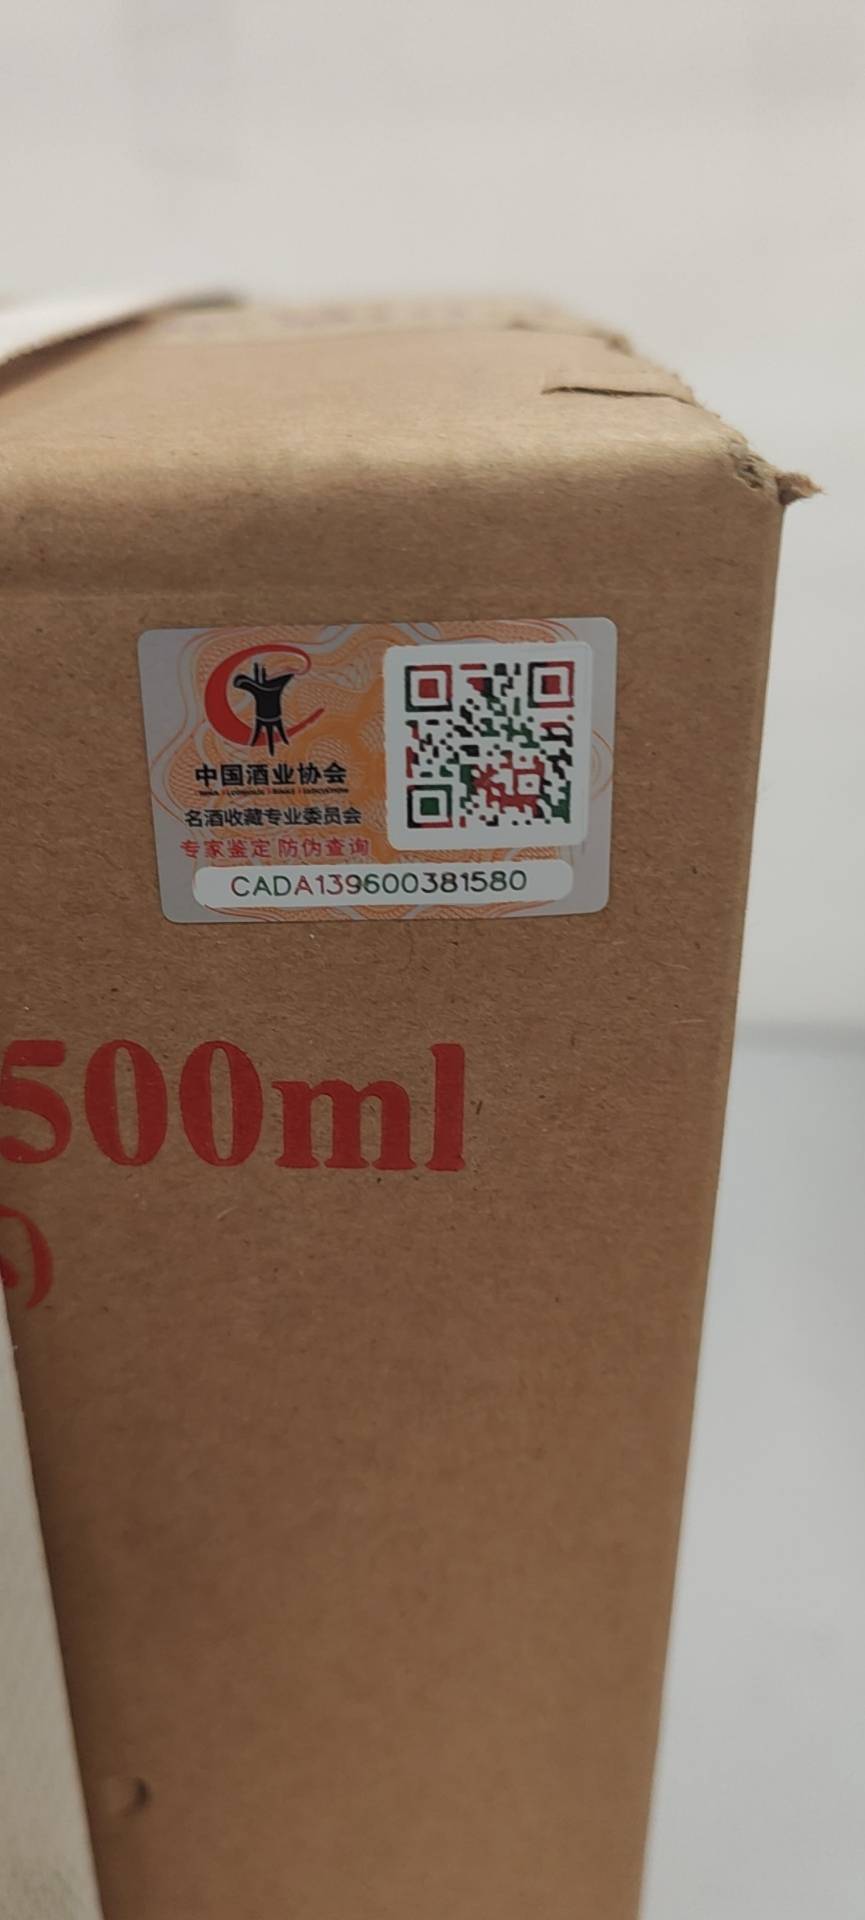 中国酒业协会
名酒收藏专业委员会
专家鉴定 防伪查询
CADA139600381580
500ml